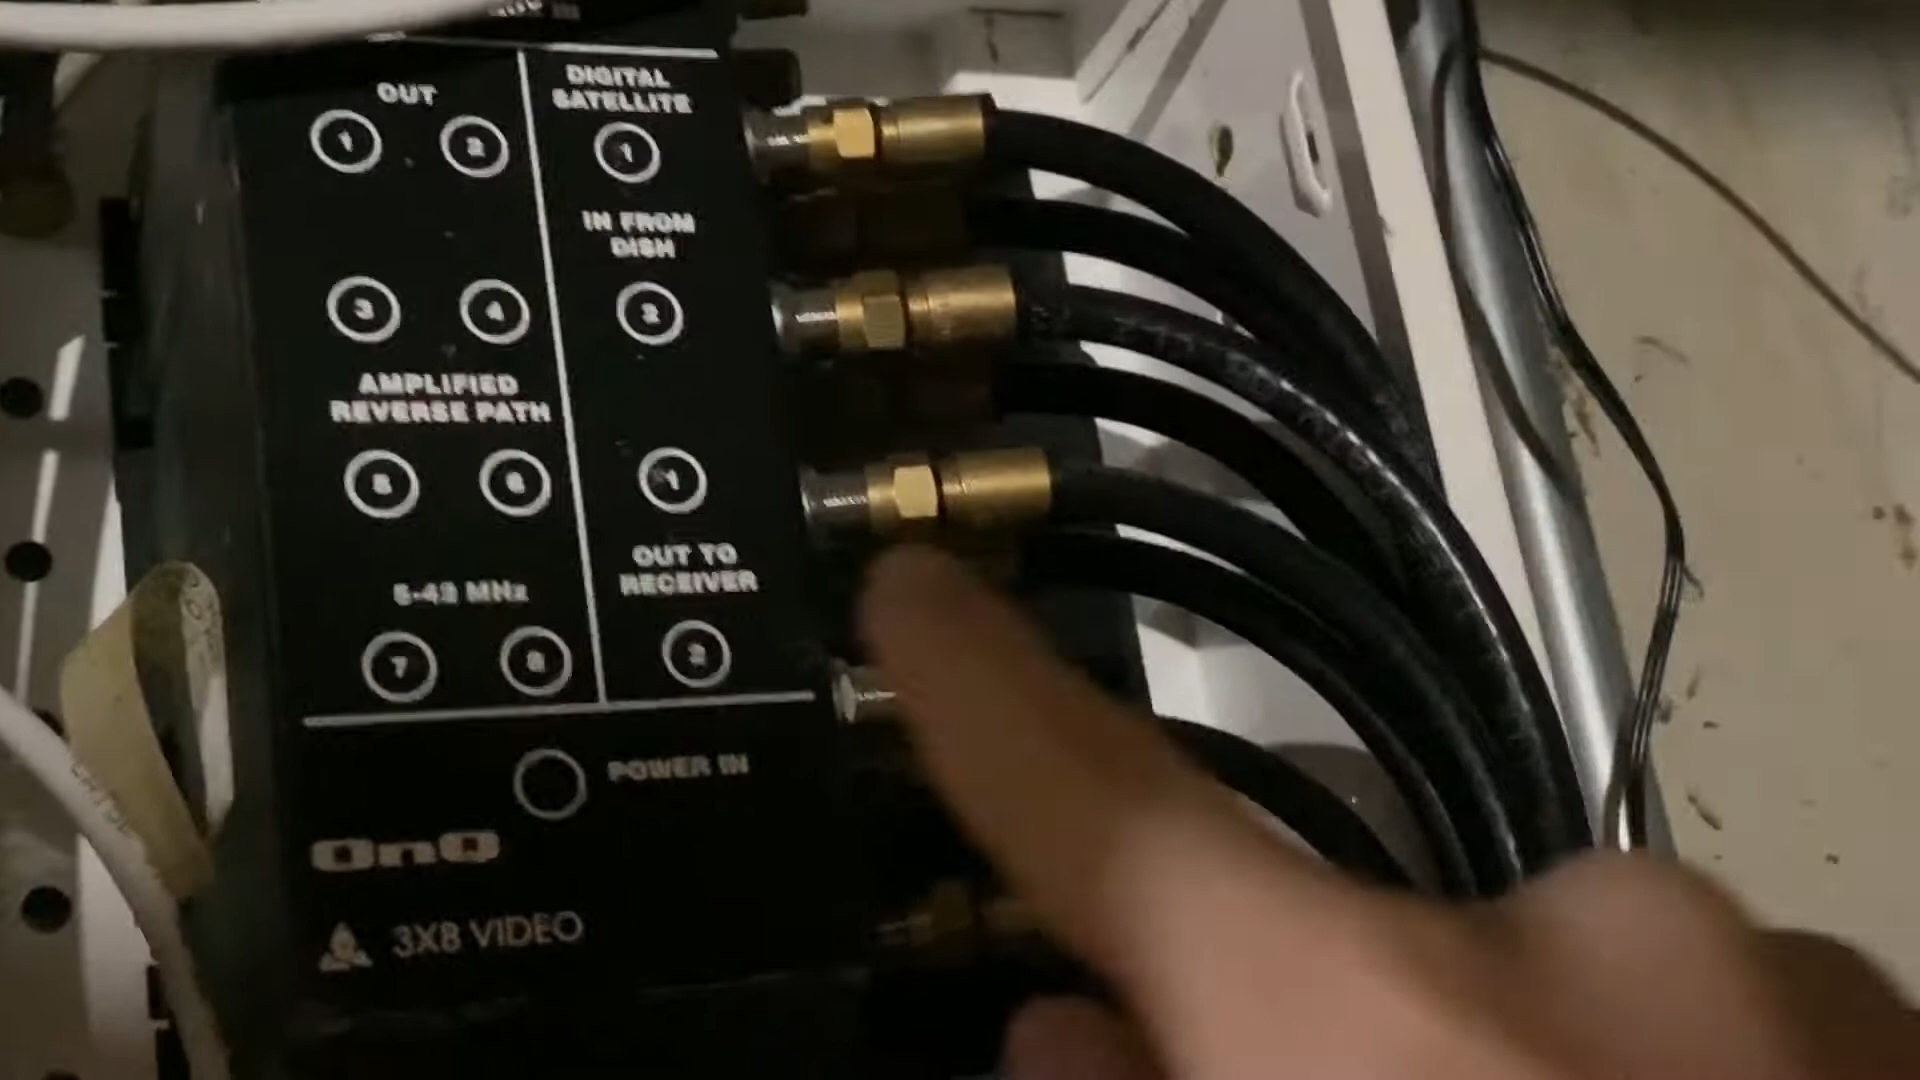 OUT
1 2
3 4
AMPLIFIED
REVERSE PATH
5 6
5-42 MHz
7 8
DIGITAL
SATELLITE
1
IN FROM
DISH
2
1
OUT TO
RECEIVER
2
POWER IN
OnQ
3X8 VIDEO